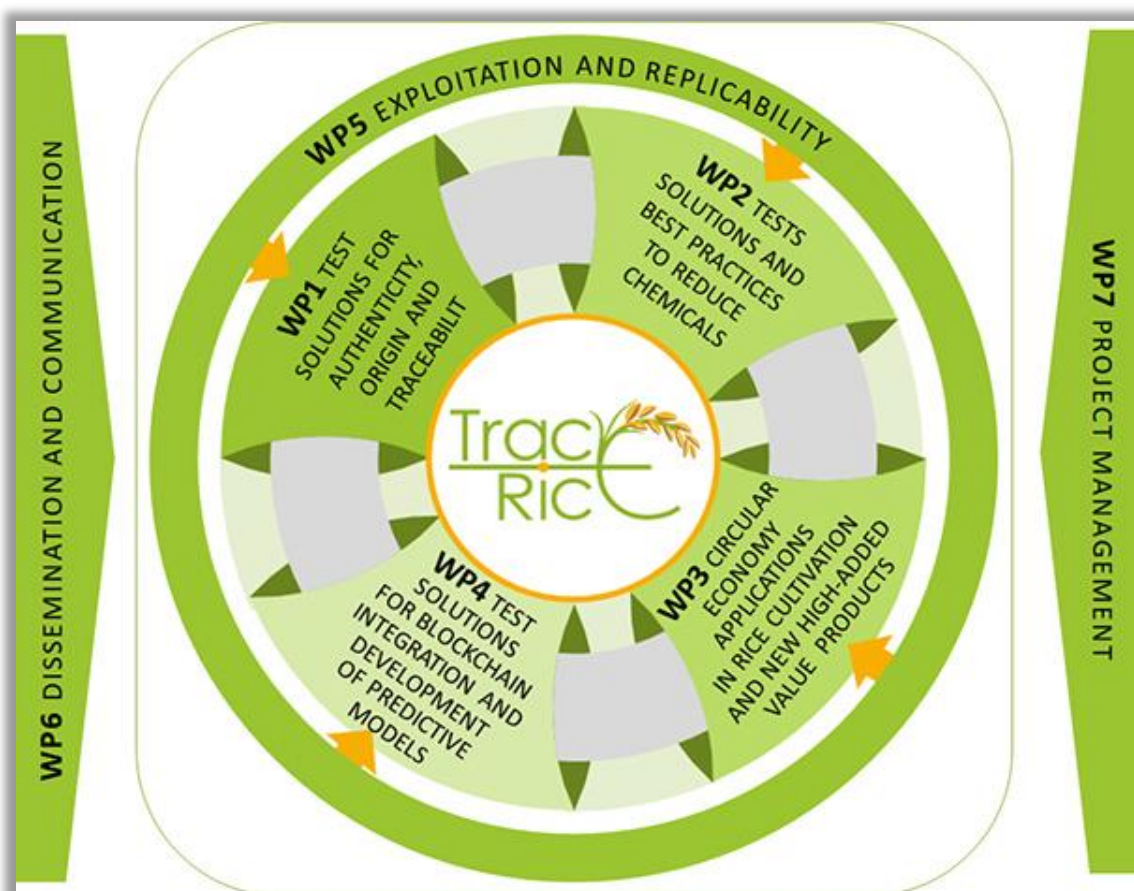 WP6 DISSEMINATION AND COMMUNICATION
WP5 EXPLOITATION AND REPLICABILITY
WP1 TEST
SOLUTIONS FOR
AUTHENTICITY,
ORIGIN AND
TRACEABILIT
WP2 TESTS
SOLUTIONS AND
BEST PRACTICES
TO REDUCE
CHEMICALS
Trace
Rice
WP3 CIRCULAR
ECONOMY
APPLICATIONS
IN RICE CULTIVATION
AND NEW HIGH-ADDED
VALUE PRODUCTS
WP4 TEST
SOLUTIONS
FOR BLOCKCHAIN
INTEGRATION AND
DEVELOPMENT
OF PREDICTIVE
MODELS
WP7 PROJECT MANAGEMENT